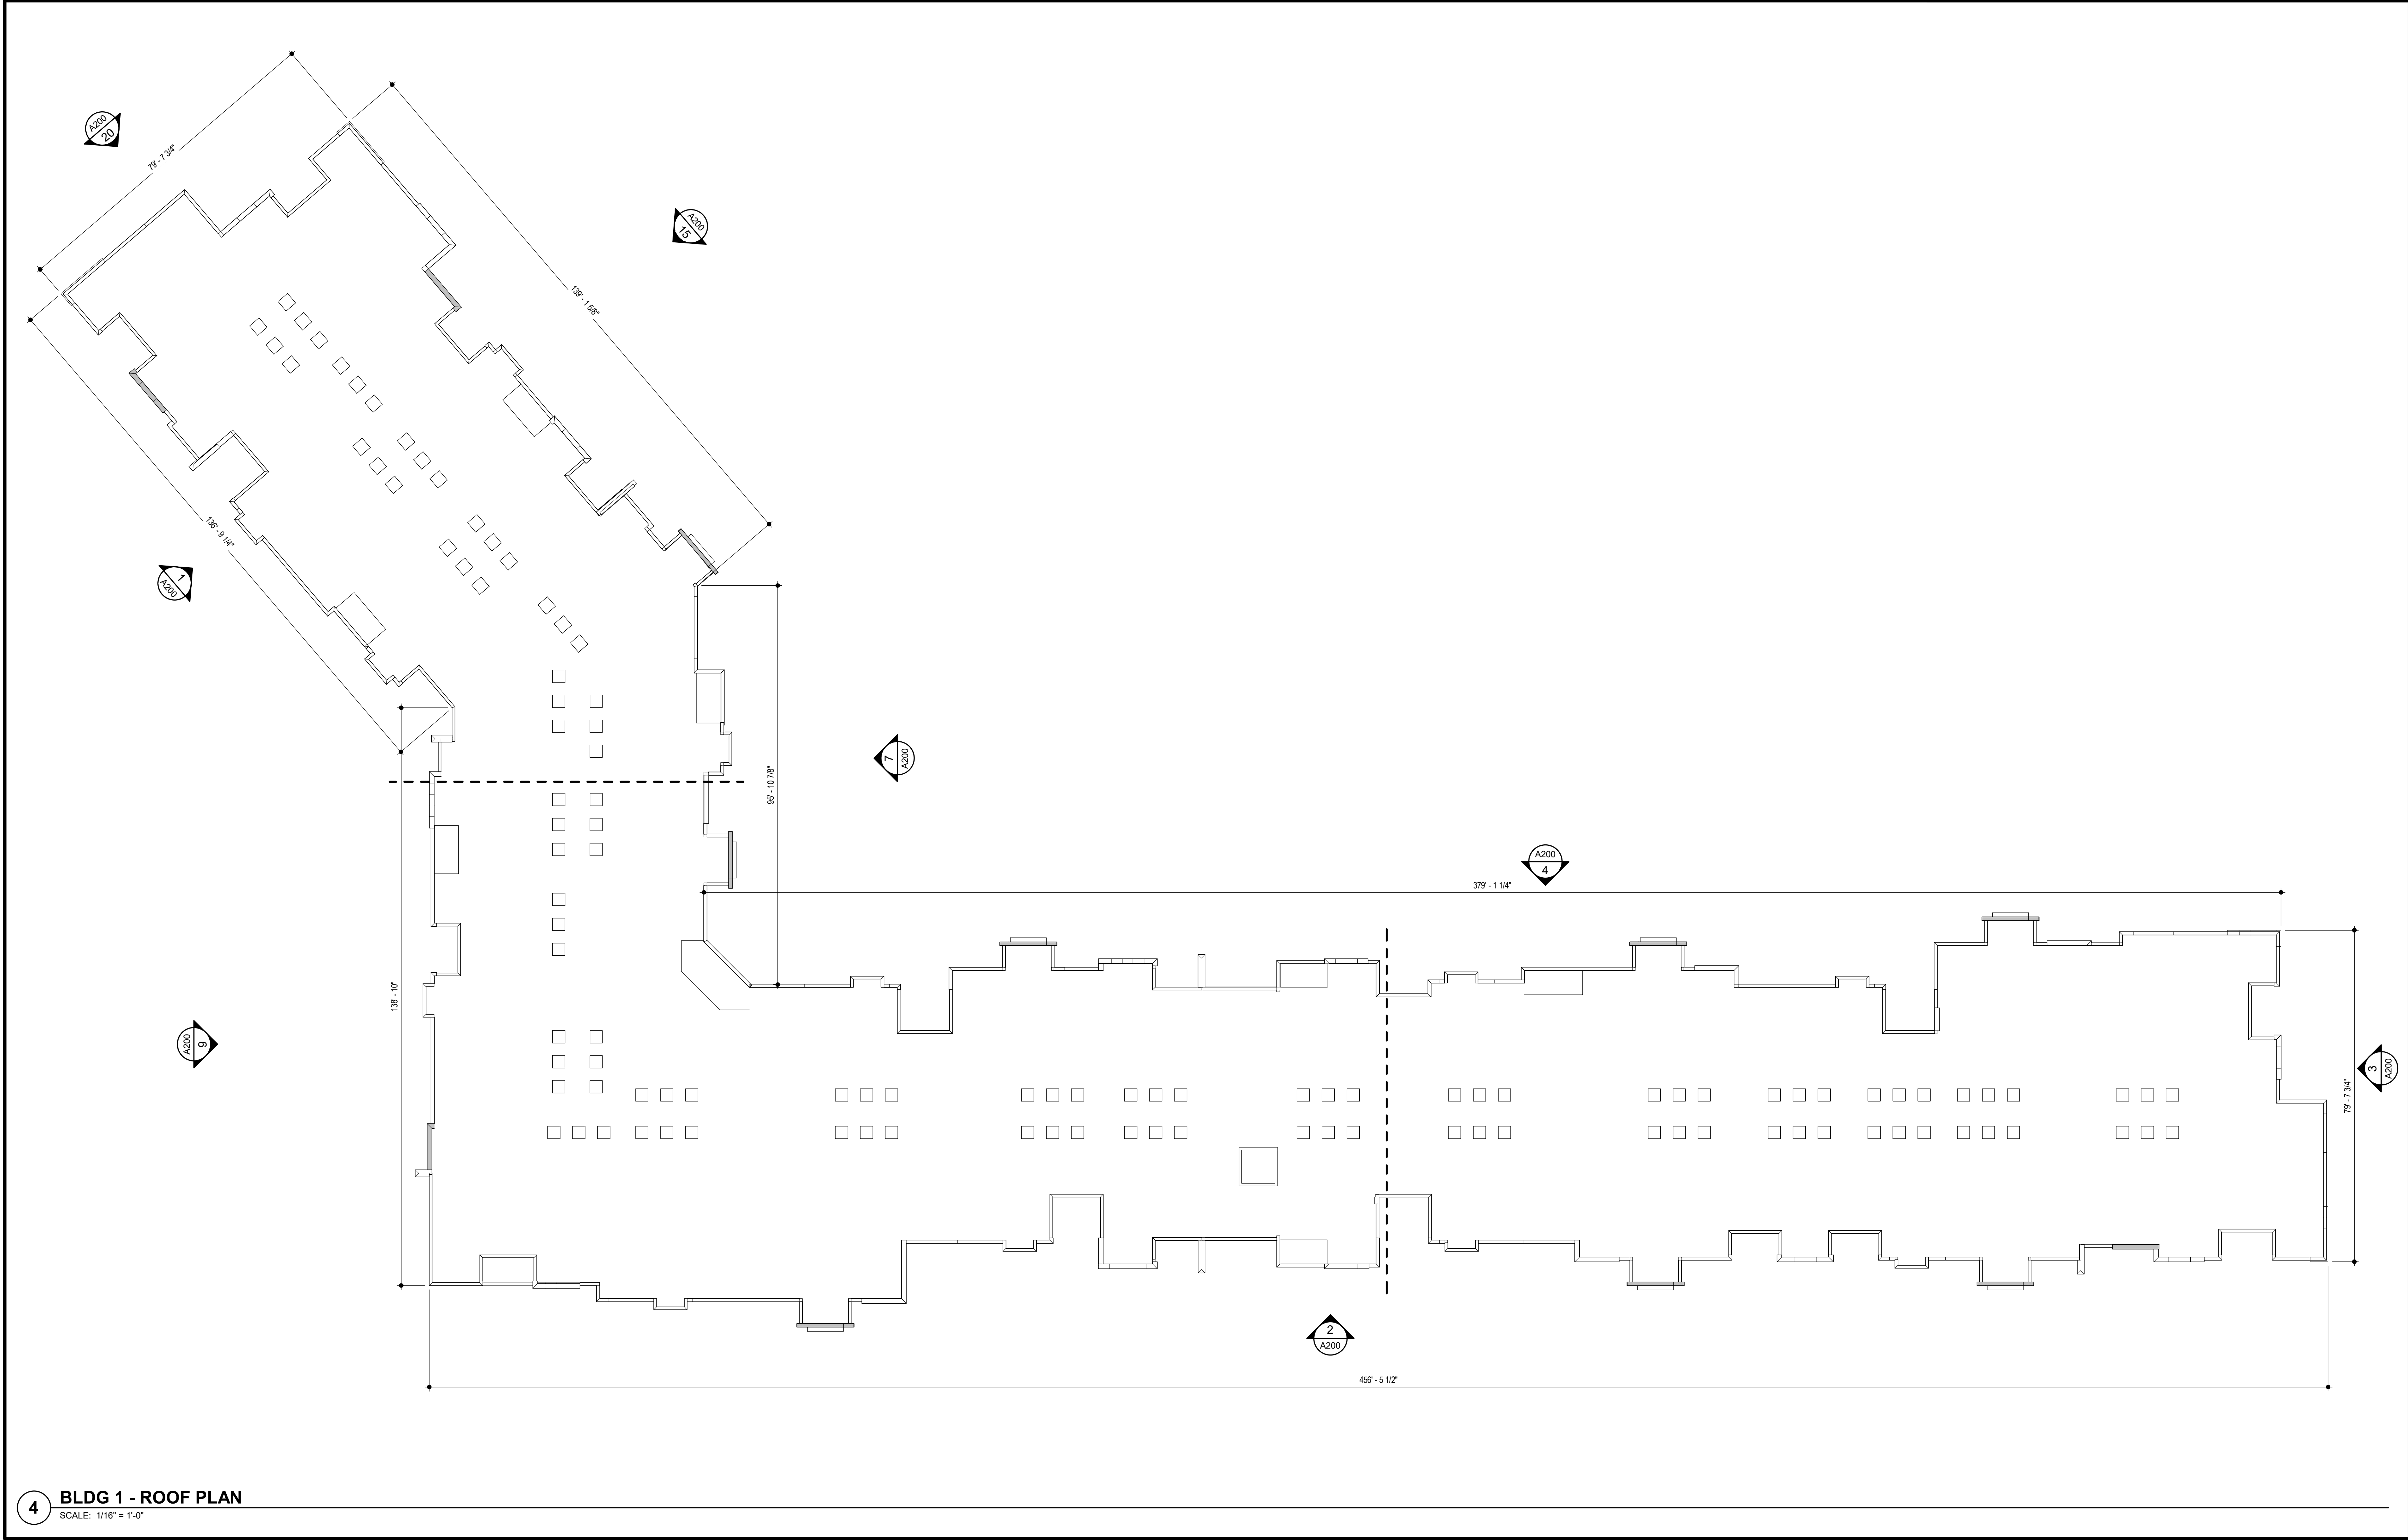 A200
20
79' - 7 3/4"
A200
15
139' - 1 5/8"
136' - 9 1/4"
1
A200
7
A200
95' - 10 7/8"
A200
4
379' - 1 1/4"
138' - 10"
A200
9
3
A200
79' - 7 3/4"
2
A200
456' - 5 1/2"
4
BLDG 1 - ROOF PLAN
SCALE: 1/16" = 1'-0"